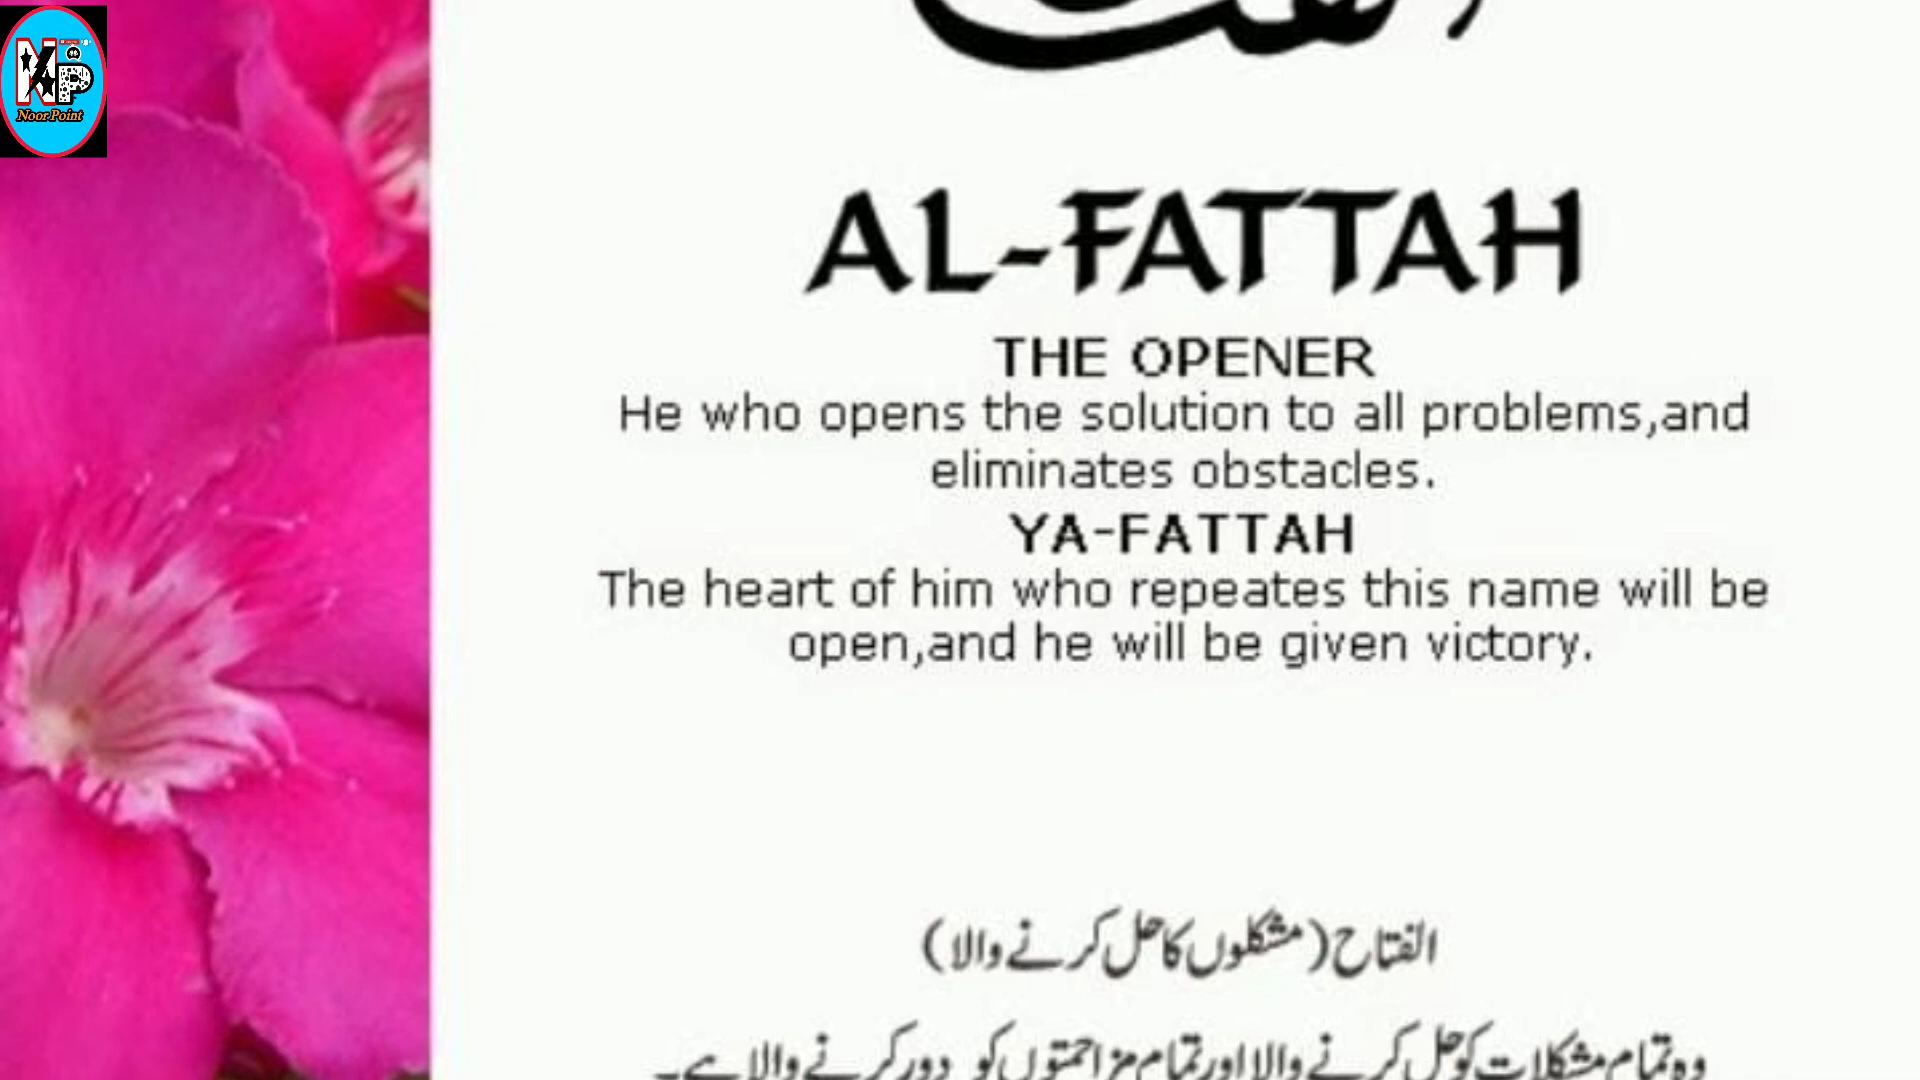 NP
Noor Point
AL-FATTAH
THE OPENER
He who opens the solution to all problems,and
eliminates obstacles.
YA-FATTAH
The heart of him who repeates this name will be
open,and he will be given victory.
الفتاح (مشکلوں کا حل کرنے والا)
وہ تمام مشکلات کو حل کرنے والا اور تمام مزاحمتوں کو دور کرنے والا ہے۔